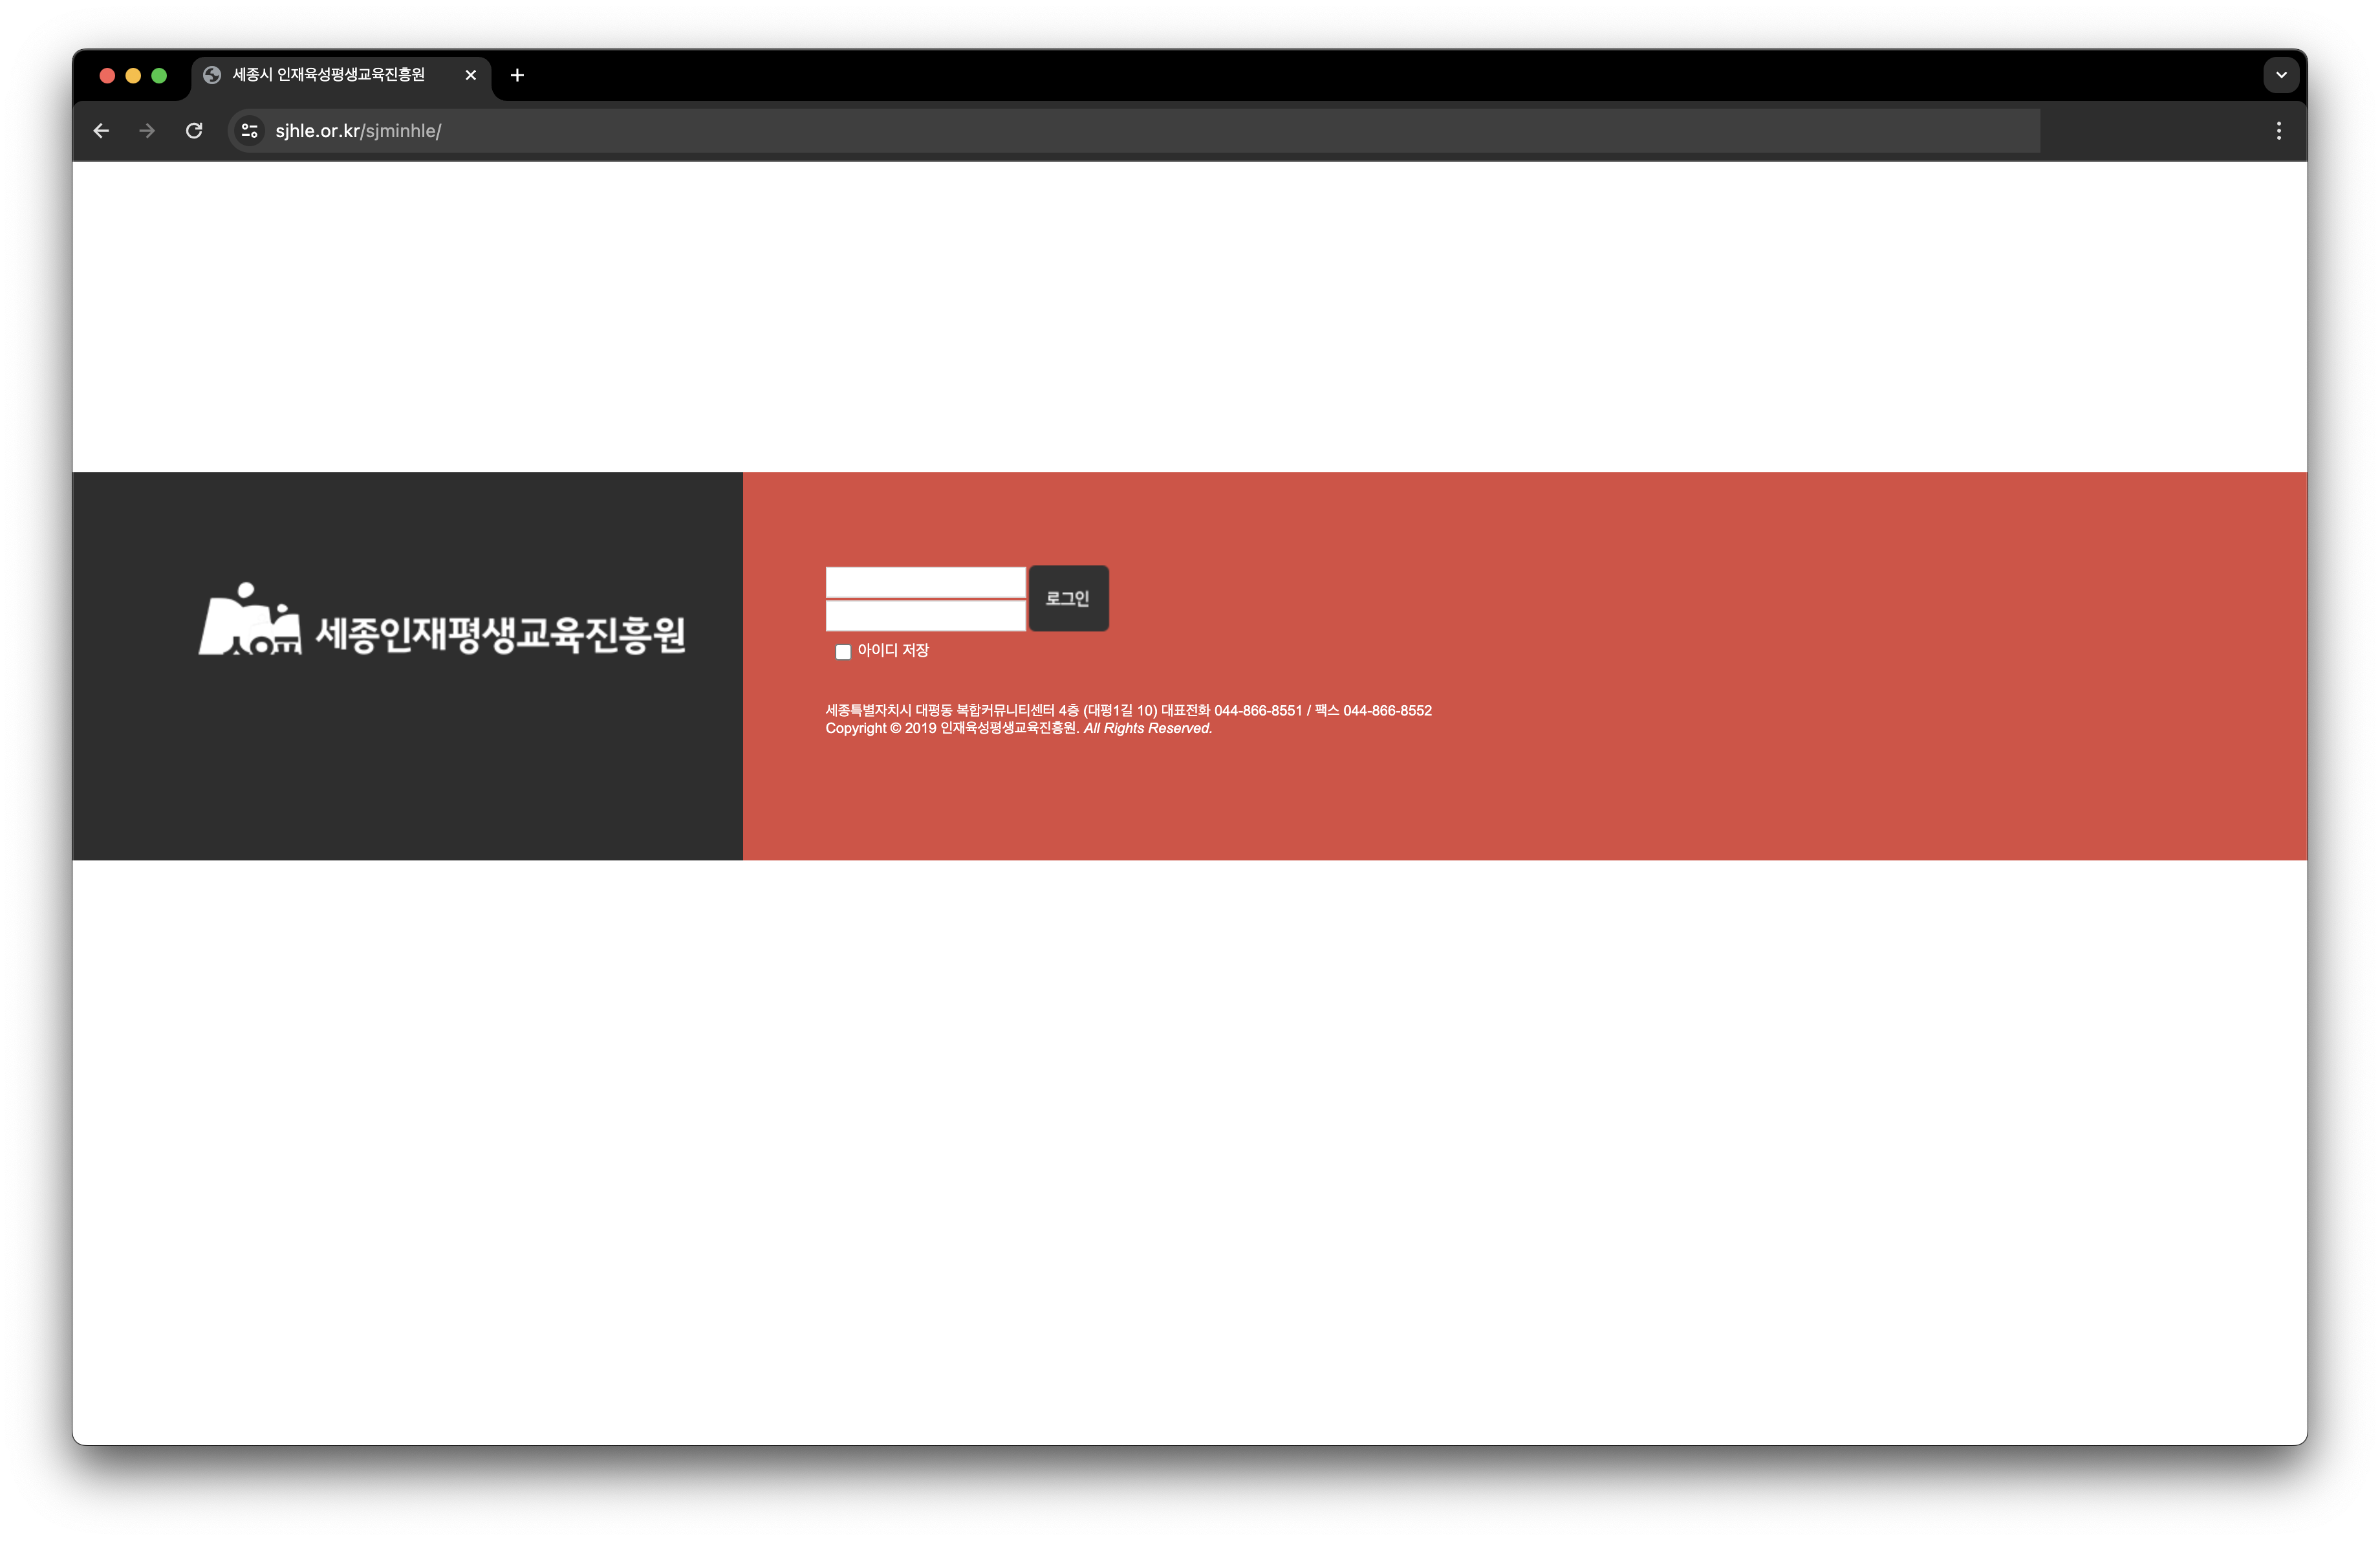 세종시 인재육성평생교육진흥원
sjhle.or.kr/sjminhle/
세종인재평생교육진흥원
로그인
아이디 저장
세종특별자치시 대평동 복합커뮤니티센터 4층 (대평1길 10) 대표전화 044-866-8551 / 팩스 044-866-8552
Copyright © 2019 인재육성평생교육진흥원. All Rights Reserved.